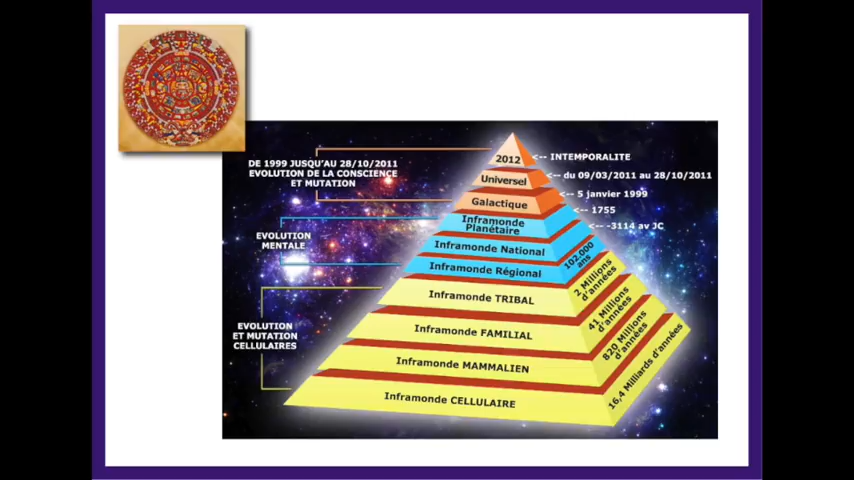 DE 1999 JUSQU'AU 28/10/2011
EVOLUTION DE LA CONSCIENCE
ET MUTATION
EVOLUTION
MENTALE
EVOLUTION
ET MUTATION
CELLULAIRES
2012
<-- INTEMPORALITE
Universel
<-- du 09/03/2011 au 28/10/2011
Galactique
<-- 5 janvier 1999
Inframonde
Planétaire
<-- 1755
Inframonde National
<-- -3114 av JC
Inframonde Régional
102.000
ans
Inframonde TRIBAL
2 Millions
d'années
Inframonde FAMILIAL
41 Millions
d'années
Inframonde MAMMALIEN
820 Millions
d'années
Inframonde CELLULAIRE
16,4 Milliards d'années